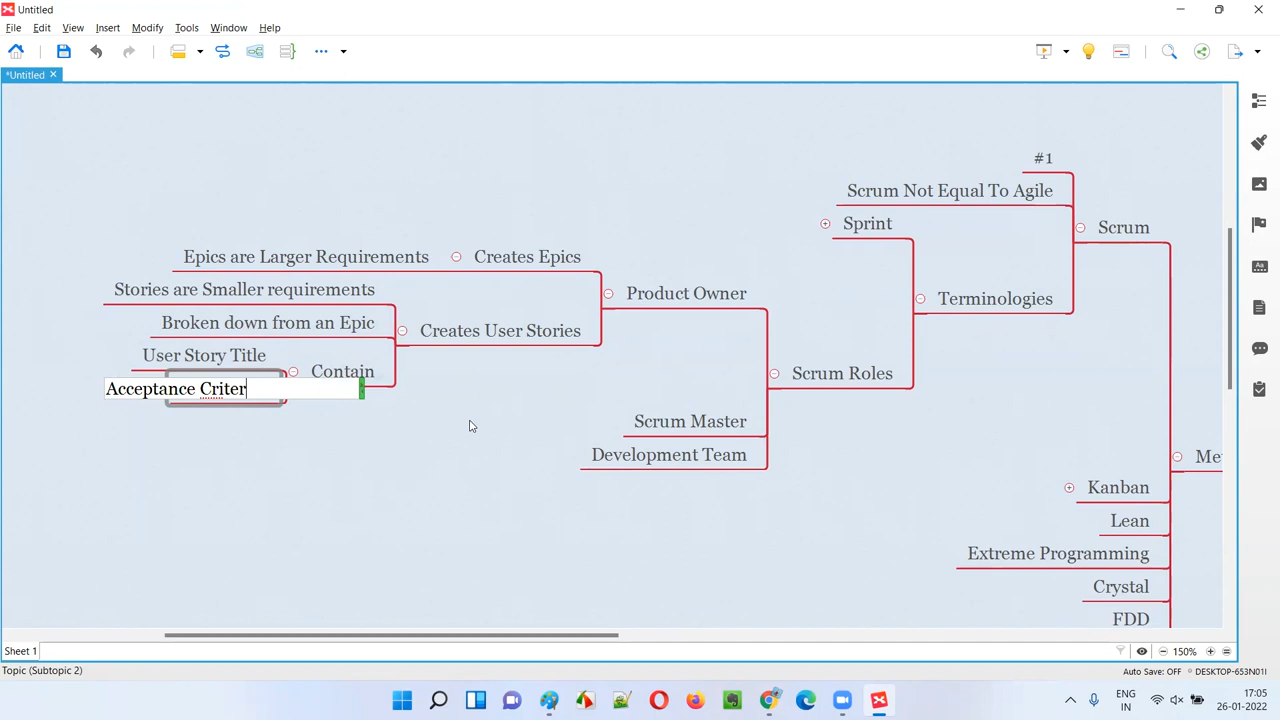 Untitled
File Edit View Insert Modify Tools Window Help
*Untitled
#1
Scrum Not Equal To Agile
Sprint
Scrum
Epics are Larger Requirements
Creates Epics
Stories are Smaller requirements
Product Owner
Terminologies
Broken down from an Epic
Creates User Stories
User Story Title
Contain
Scrum Roles
Acceptance Criter
Scrum Master
Development Team
Me
Kanban
Lean
Extreme Programming
Crystal
FDD
Sheet 1
150%
Topic (Subtopic 2)
Auto Save: OFF
DESKTOP-653N01I
ENG
IN
17:05
26-01-2022